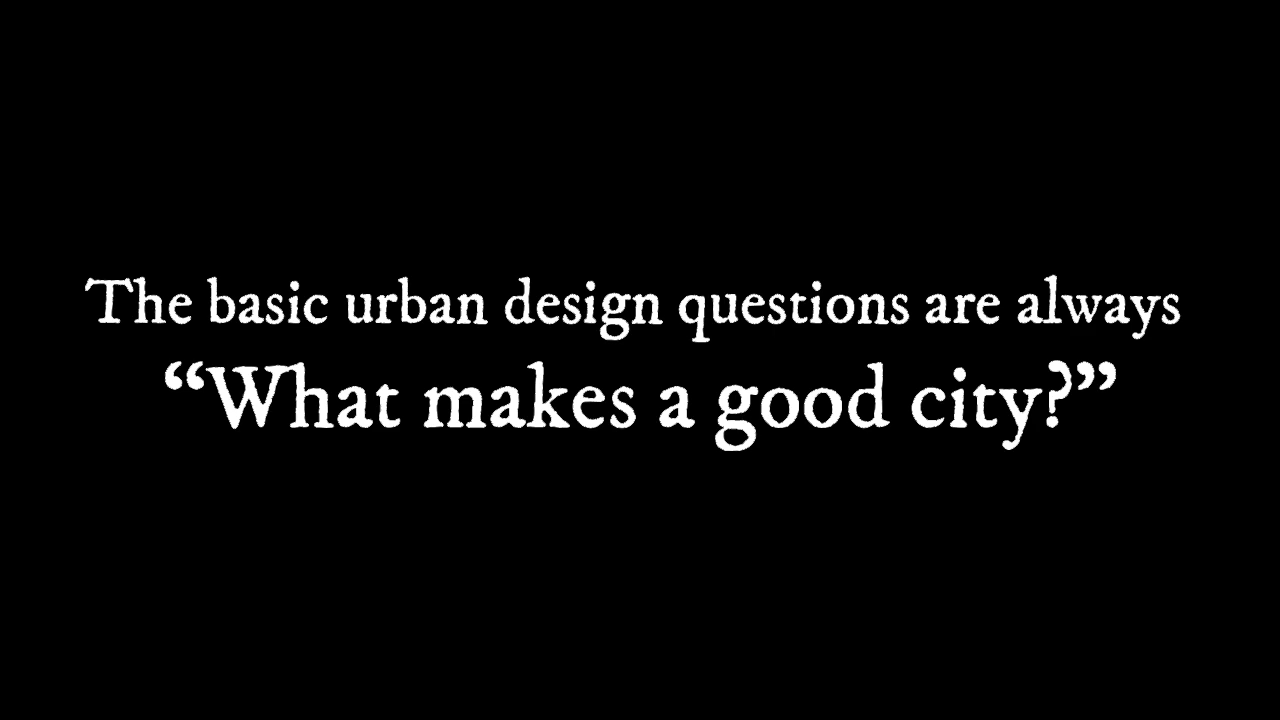 The basic urban design questions are always
“What makes a good city?”